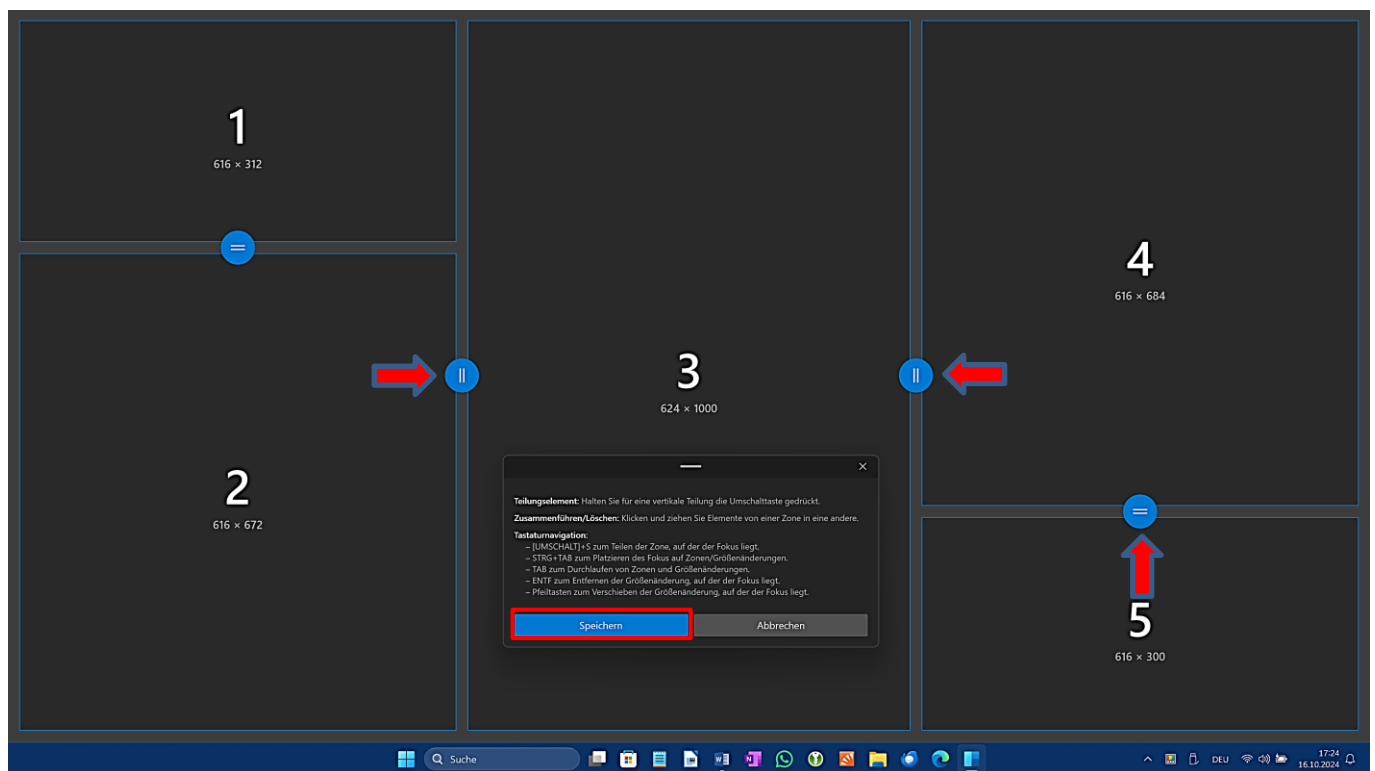 1
616 × 312
2
616 × 672
3
624 × 1000
4
616 × 684
5
616 × 300
Teilungselement: Halten Sie für eine vertikale Teilung die Umschalttaste gedrückt.
Zusammenführen/Löschen: Klicken und ziehen Sie Elemente von einer Zone in eine andere.
Tastaturnavigation:
– [UMSCHALT]+S zum Teilen der Zone, auf der der Fokus liegt.
– STRG+TAB zum Platzieren des Fokus auf Zonen/Größenänderungen.
– TAB zum Durchlaufen von Zonen und Größenänderungen.
– ENTF zum Entfernen der Größenänderung, auf der der Fokus liegt.
– Pfeiltasten zum Verschieben der Größenänderung, auf der der Fokus liegt.
Speichern
Abbrechen
Suche
DEU
17:24
16.10.2024